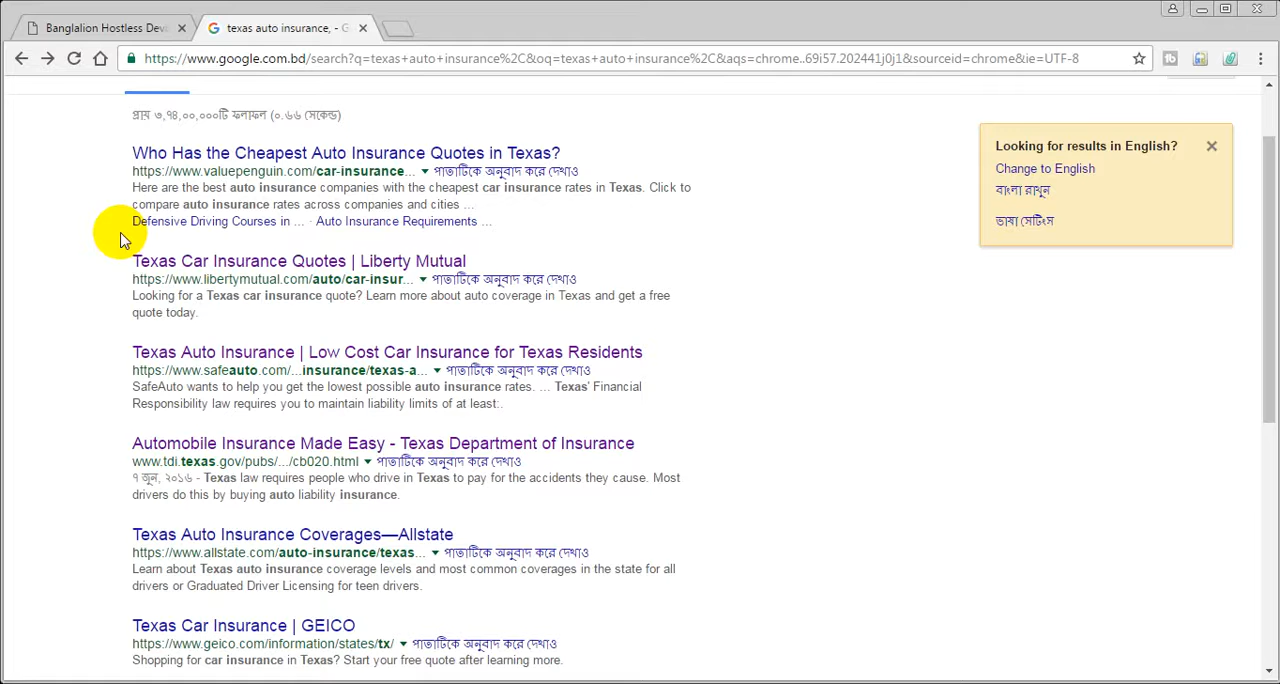 Banglalion Hostless Dev
texas auto insurance, - G
https://www.google.com.bd/search?q=texas+auto+insurance%2C&oq=texas+auto+insurance%2C&aqs=chrome..69i57.202441j0j1&sourceid=chrome&ie=UTF-8
প্রায় ৩,৭৪,০০,০০০টি ফলাফল (০.৬৬ সেকেন্ড)
Looking for results in English?
Change to English
বাংলা রাখুন
ভাষা সেটিংস
Who Has the Cheapest Auto Insurance Quotes in Texas?
https://www.valuepenguin.com/car-insurance... পাতাটিকে অনুবাদ করে দেখাও
Here are the best auto insurance companies with the cheapest car insurance rates in Texas. Click to
compare auto insurance rates across companies and cities ...
Defensive Driving Courses in ... · Auto Insurance Requirements ...
Texas Car Insurance Quotes | Liberty Mutual
https://www.libertymutual.com/auto/car-insur... পাতাটিকে অনুবাদ করে দেখাও
Looking for a Texas car insurance quote? Learn more about auto coverage in Texas and get a free
quote today.
Texas Auto Insurance | Low Cost Car Insurance for Texas Residents
https://www.safeauto.com/...insurance/texas-a... পাতাটিকে অনুবাদ করে দেখাও
SafeAuto wants to help you get the lowest possible auto insurance rates. ... Texas' Financial
Responsibility law requires you to maintain liability limits of at least:.
Automobile Insurance Made Easy - Texas Department of Insurance
www.tdi.texas.gov/pubs/.../cb020.html পাতাটিকে অনুবাদ করে দেখাও
৭ জুন, ২০১৬ - Texas law requires people who drive in Texas to pay for the accidents they cause. Most
drivers do this by buying auto liability insurance.
Texas Auto Insurance Coverages—Allstate
https://www.allstate.com/auto-insurance/texas... পাতাটিকে অনুবাদ করে দেখাও
Learn about Texas auto insurance coverage levels and most common coverages in the state for all
drivers or Graduated Driver Licensing for teen drivers.
Texas Car Insurance | GEICO
https://www.geico.com/information/states/tx/ পাতাটিকে অনুবাদ করে দেখাও
Shopping for car insurance in Texas? Start your free quote after learning more.